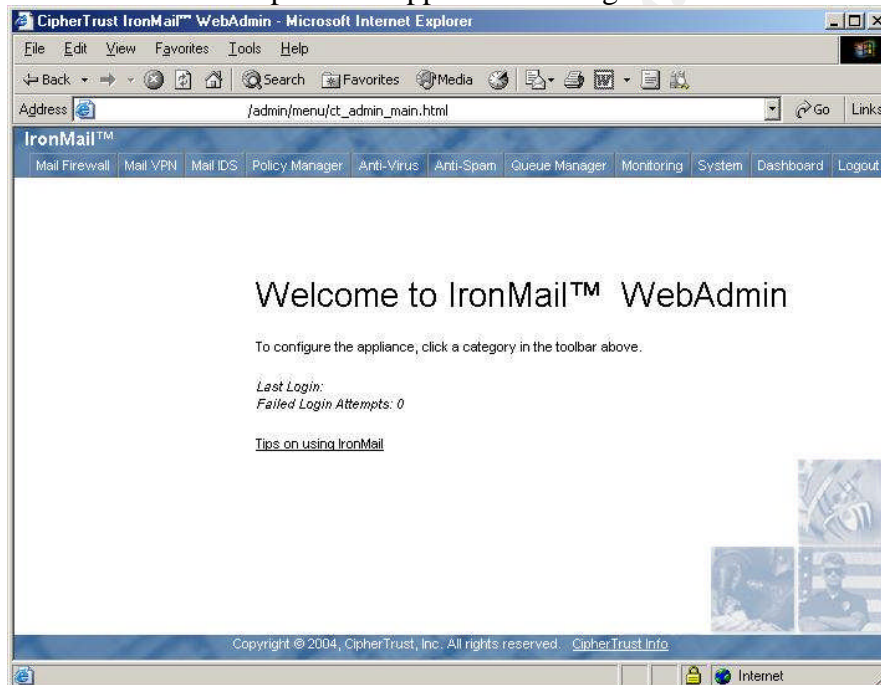 CipherTrust IronMail™ WebAdmin - Microsoft Internet Explorer
File Edit View Favorites Tools Help
Back Search Favorites Media
Address /admin/menu/ct_admin_main.html Go Links
IronMail™
Mail Firewall Mail VPN Mail IDS Policy Manager Anti-Virus Anti-Spam Queue Manager Monitoring System Dashboard Logout
Welcome to IronMail™ WebAdmin
To configure the appliance, click a category in the toolbar above.
Last Login:
Failed Login Attempts: 0
Tips on using IronMail
Copyright © 2004, CipherTrust, Inc. All rights reserved. CipherTrust Info
Internet